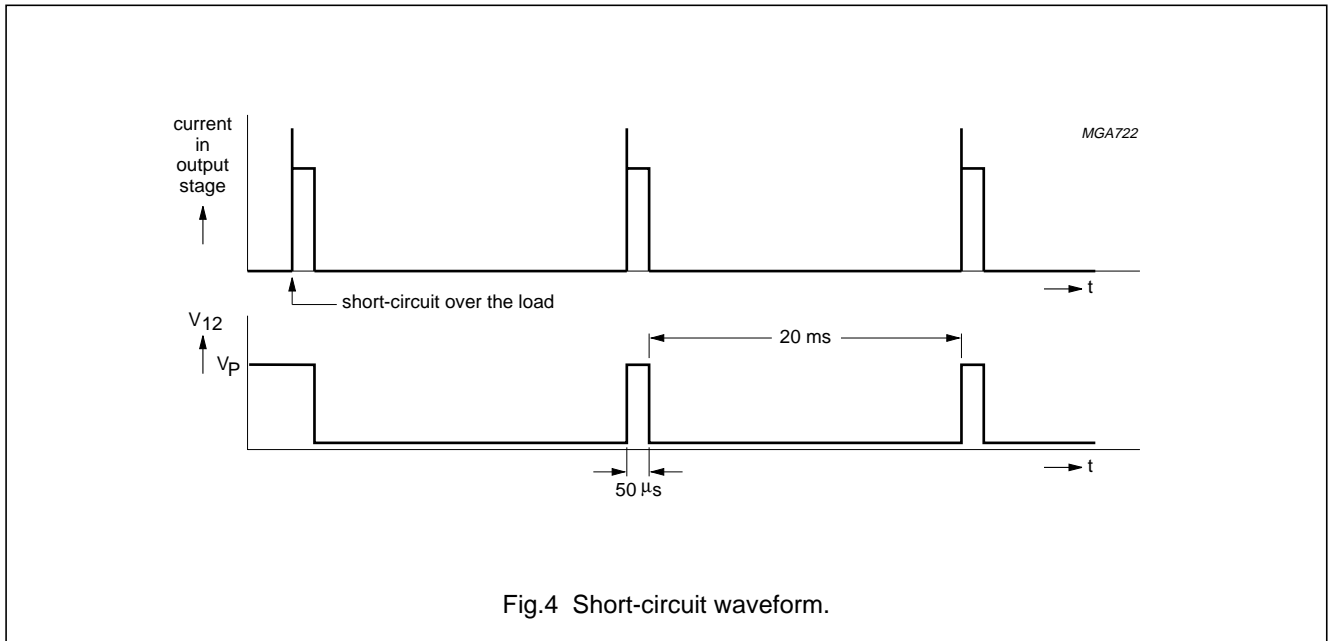 current
in
output
stage
MGA722
t
short-circuit over the load
V12
VP
20 ms
t
50 μs
Fig.4 Short-circuit waveform.